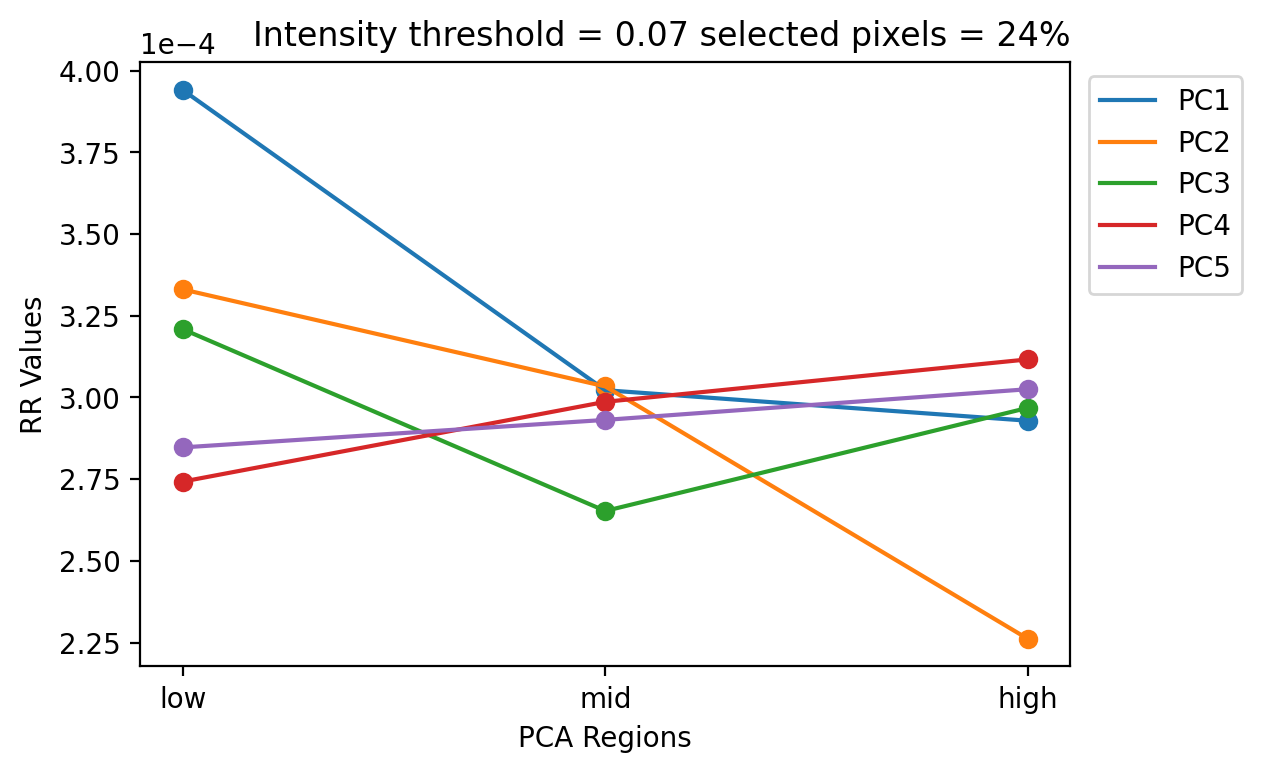 Intensity threshold = 0.07 selected pixels = 24%
1e−4
4.00
3.75
3.50
3.25
3.00
2.75
2.50
2.25
RR Values
low
mid
high
PCA Regions
PC1
PC2
PC3
PC4
PC5